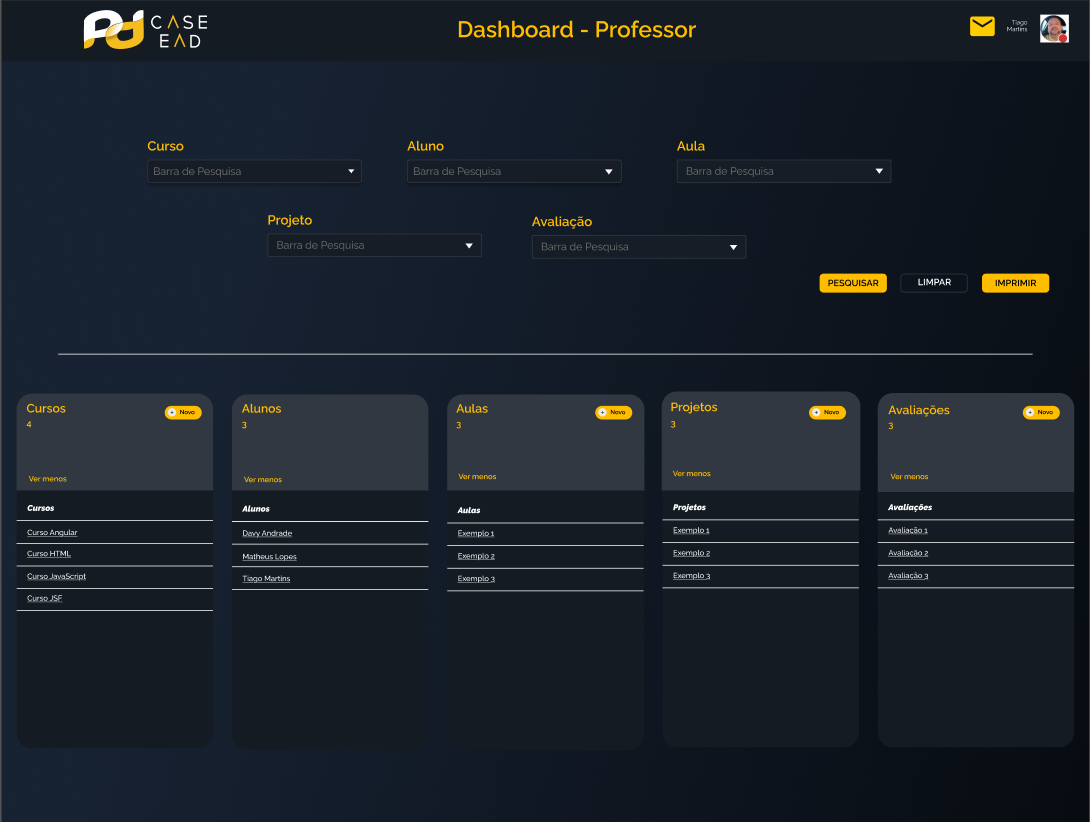 Pd CASE
EAD
Dashboard - Professor
Tiago
Martins
Curso
Aluno
Aula
Barra de Pesquisa
Barra de Pesquisa
Barra de Pesquisa
Projeto
Avaliação
Barra de Pesquisa
Barra de Pesquisa
PESQUISAR
LIMPAR
IMPRIMIR
Cursos
+ Novo
4
Ver menos
Cursos
Curso Angular
Curso HTML
Curso JavaScript
Curso JSF
Alunos
3
Ver menos
Alunos
Davy Andrade
Matheus Lopes
Tiago Martins
Aulas
+ Novo
3
Ver menos
Aulas
Exemplo 1
Exemplo 2
Exemplo 3
Projetos
+ Novo
3
Ver menos
Projetos
Exemplo 1
Exemplo 2
Exemplo 3
Avaliações
+ Novo
3
Ver menos
Avaliações
Avaliação 1
Avaliação 2
Avaliação 3